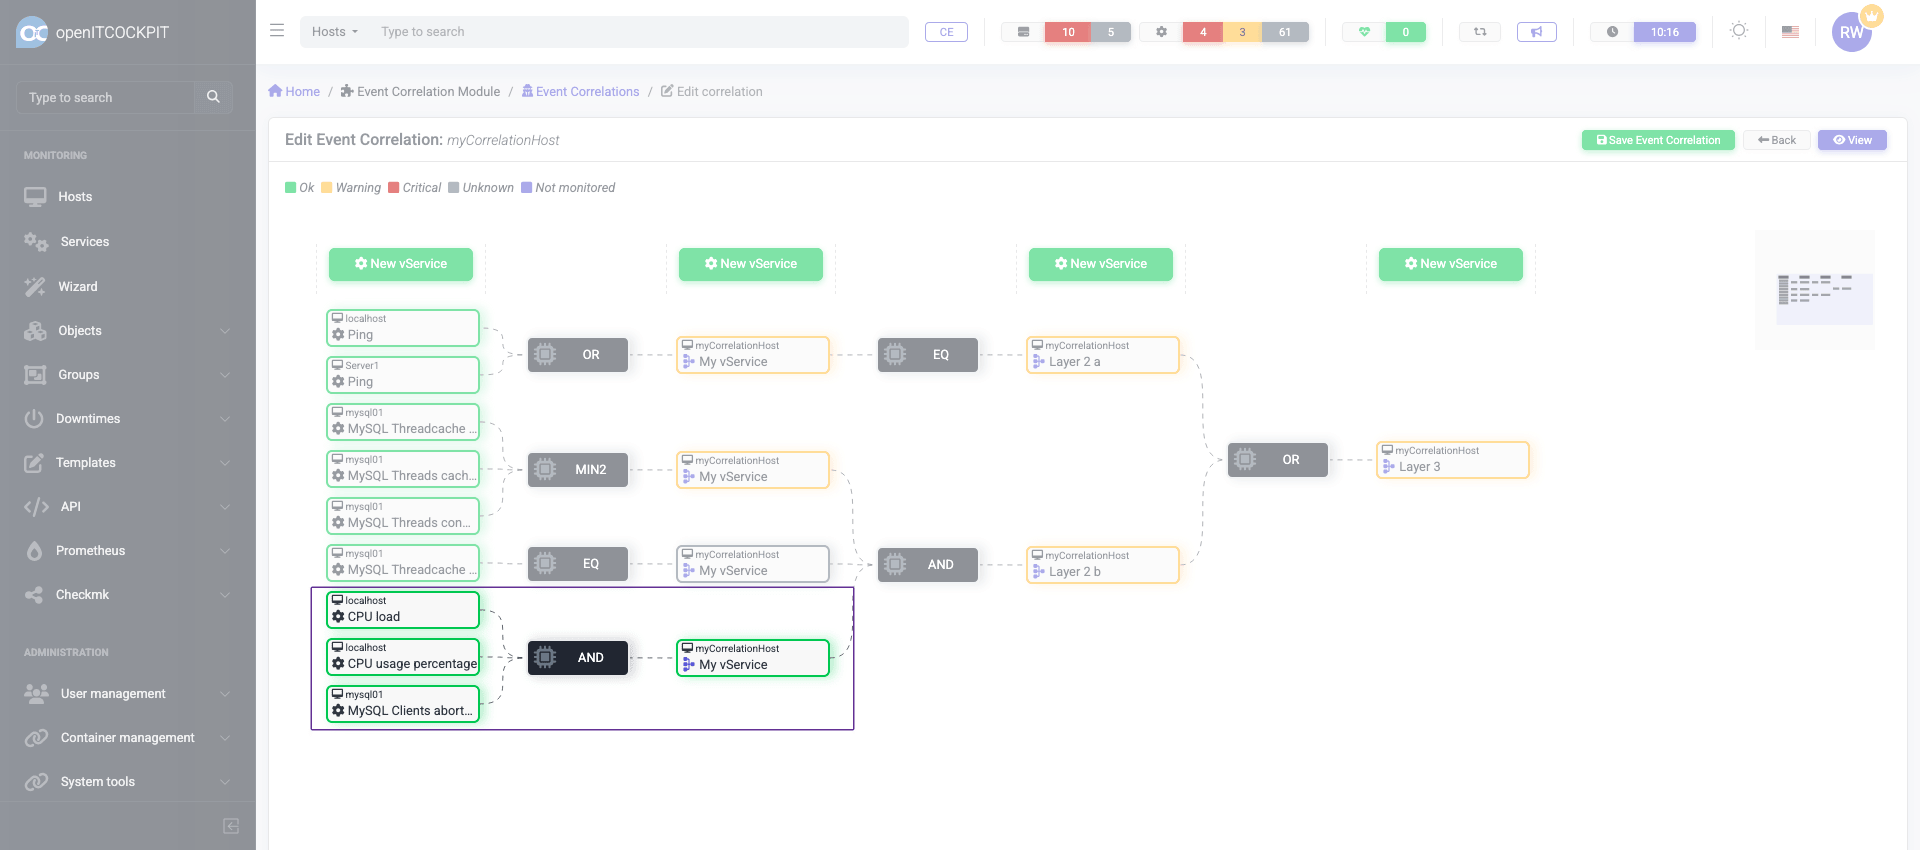 openITCOCKPIT
Hosts
Type to search
CE
10
5
4
3
61
0
10:16
RW
Type to search
MONITORING
Hosts
Services
Wizard
Objects
Groups
Downtimes
Templates
API
Prometheus
Checkmk
ADMINISTRATION
User management
Container management
System tools
Home / Event Correlation Module / Event Correlations / Edit correlation
Edit Event Correlation: myCorrelationHost
Save Event Correlation
Back
View
Ok Warning Critical Unknown Not monitored
New vService
New vService
New vService
New vService
localhost
Ping
Server1
Ping
mysql01
MySQL Threadcache ...
mysql01
MySQL Threads cach...
mysql01
MySQL Threads con...
mysql01
MySQL Threadcache ...
localhost
CPU load
localhost
CPU usage percentage
mysql01
MySQL Clients abort...
OR
MIN2
EQ
AND
myCorrelationHost
My vService
myCorrelationHost
My vService
myCorrelationHost
My vService
myCorrelationHost
My vService
EQ
AND
myCorrelationHost
Layer 2 a
myCorrelationHost
Layer 2 b
OR
myCorrelationHost
Layer 3